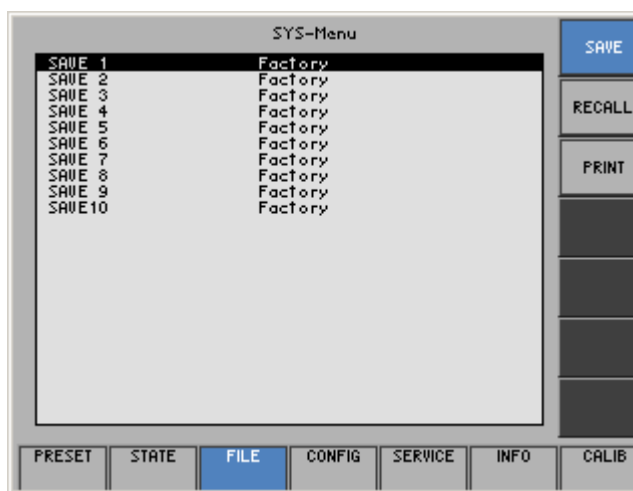 SYS-Menu
SAVE 1 Factory
SAVE 2 Factory
SAVE 3 Factory
SAVE 4 Factory
SAVE 5 Factory
SAVE 6 Factory
SAVE 7 Factory
SAVE 8 Factory
SAVE 9 Factory
SAVE10 Factory
SAVE
RECALL
PRINT
PRESET STATE FILE CONFIG SERVICE INFO CALIB